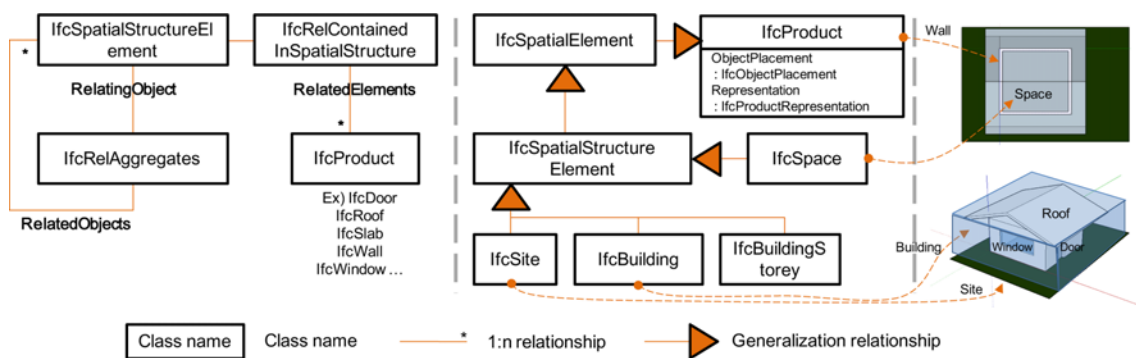 IfcSpatialStructureEl
ement
*
RelatingObject
IfcRelAggregates
RelatedObjects
IfcRelContained
InSpatialStructure
RelatedElements
*
IfcProduct
Ex) IfcDoor
IfcRoof
IfcSlab
IfcWall
IfcWindow ...
IfcSpatialElement
IfcProduct
ObjectPlacement
: IfcObjectPlacement
Representation
: IfcProductRepresentation
IfcSpatialStructure
Element
IfcSpace
IfcSite
IfcBuilding
IfcBuildingS
torey
Wall
Space
Roof
Window
Door
Building
Site
Class name
Class name
*
1:n relationship
Generalization relationship